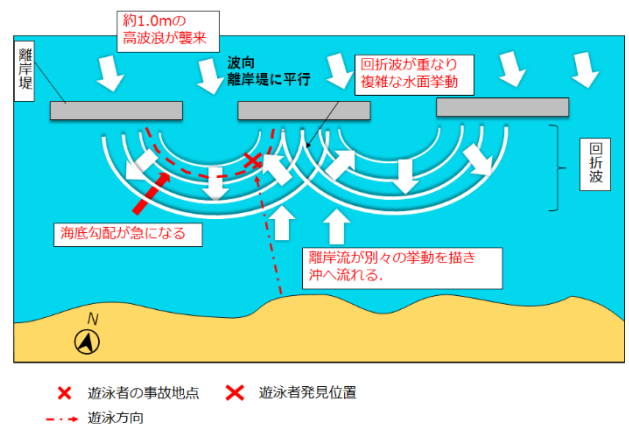 約1.0mの
高波浪が襲来
離岸堤
波向
離岸堤に平行
回折波が重なり
複雑な水面挙動
回折波
海底勾配が急になる
離岸流が別々の挙動を描き
沖へ流れる.
N
遊泳者の事故地点
遊泳者発見位置
遊泳方向